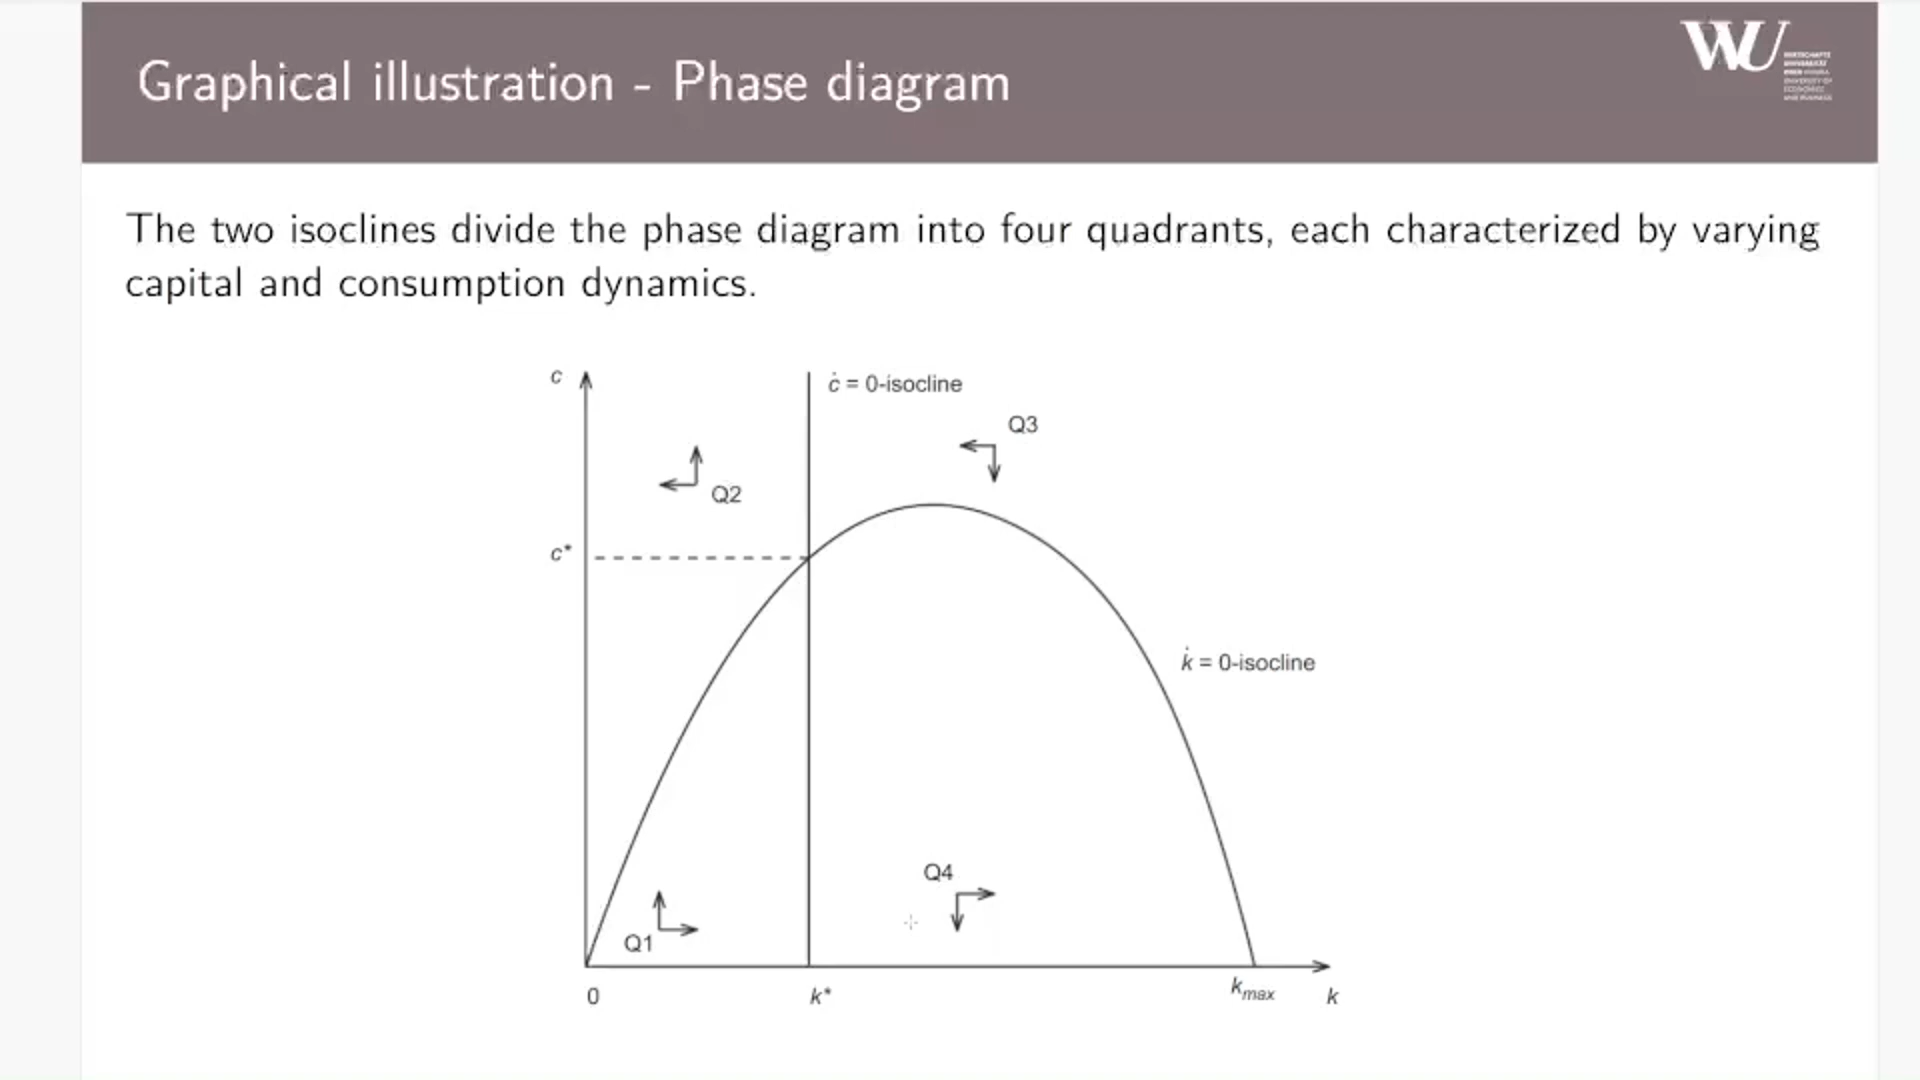 Graphical illustration - Phase diagram
WU
The two isoclines divide the phase diagram into four quadrants, each characterized by varying
capital and consumption dynamics.
c
ċ = 0-isocline
Q3
Q2
c*
k̇ = 0-isocline
Q4
Q1
0
k*
kmax
k